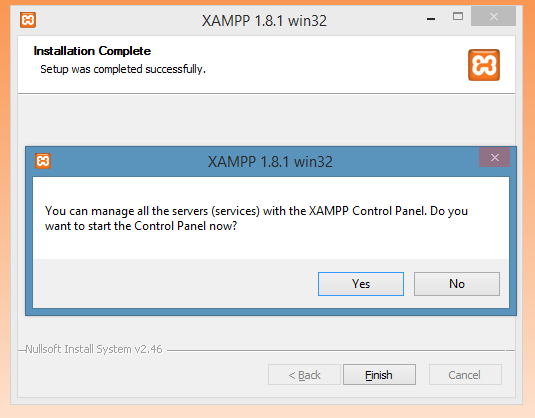 XAMPP 1.8.1 win32
Installation Complete
Setup was completed successfully.
XAMPP 1.8.1 win32
You can manage all the servers (services) with the XAMPP Control Panel. Do you
want to start the Control Panel now?
Yes No
Nullsoft Install System v2.46
< Back Finish Cancel